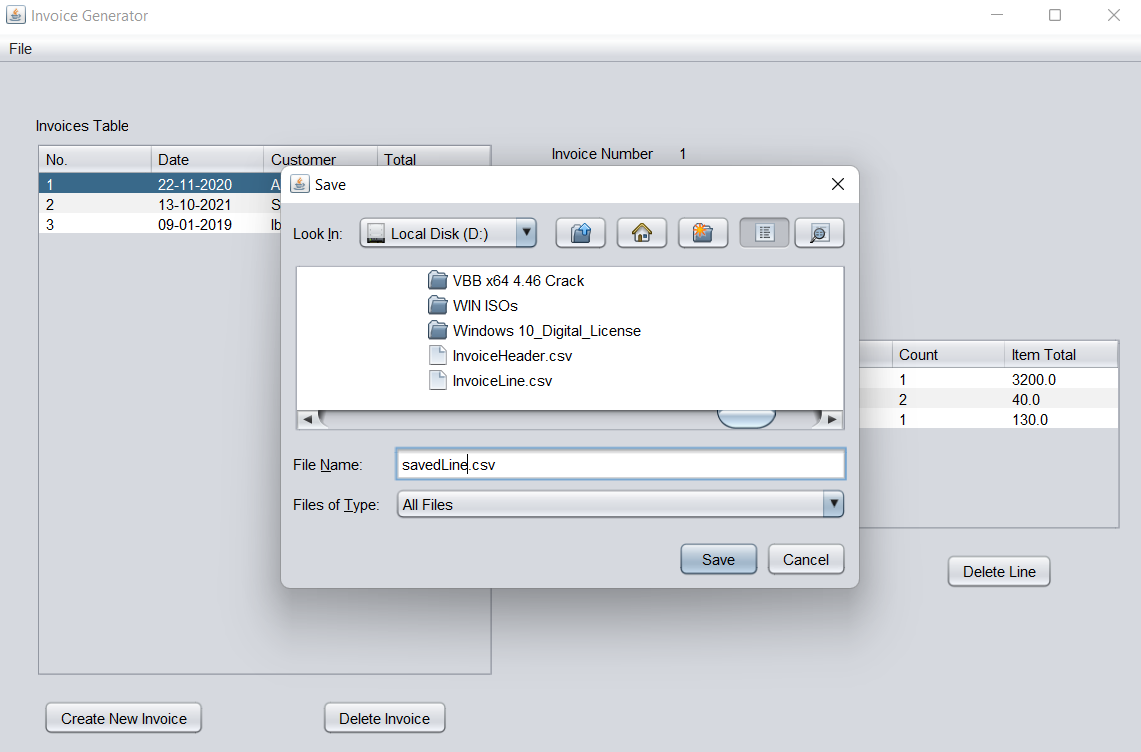 Invoice Generator
File
Invoices Table
No. Date Customer Total
1 22-11-2020 A
2 13-10-2021 S
3 09-01-2019 Ib
Invoice Number 1
Save
Look In: Local Disk (D:)
VBB x64 4.46 Crack
WIN ISOs
Windows 10_Digital_License
InvoiceHeader.csv
InvoiceLine.csv
File Name: savedLine.csv
Files of Type: All Files
Save Cancel
Count Item Total
1 3200.0
2 40.0
1 130.0
Delete Line
Create New Invoice Delete Invoice